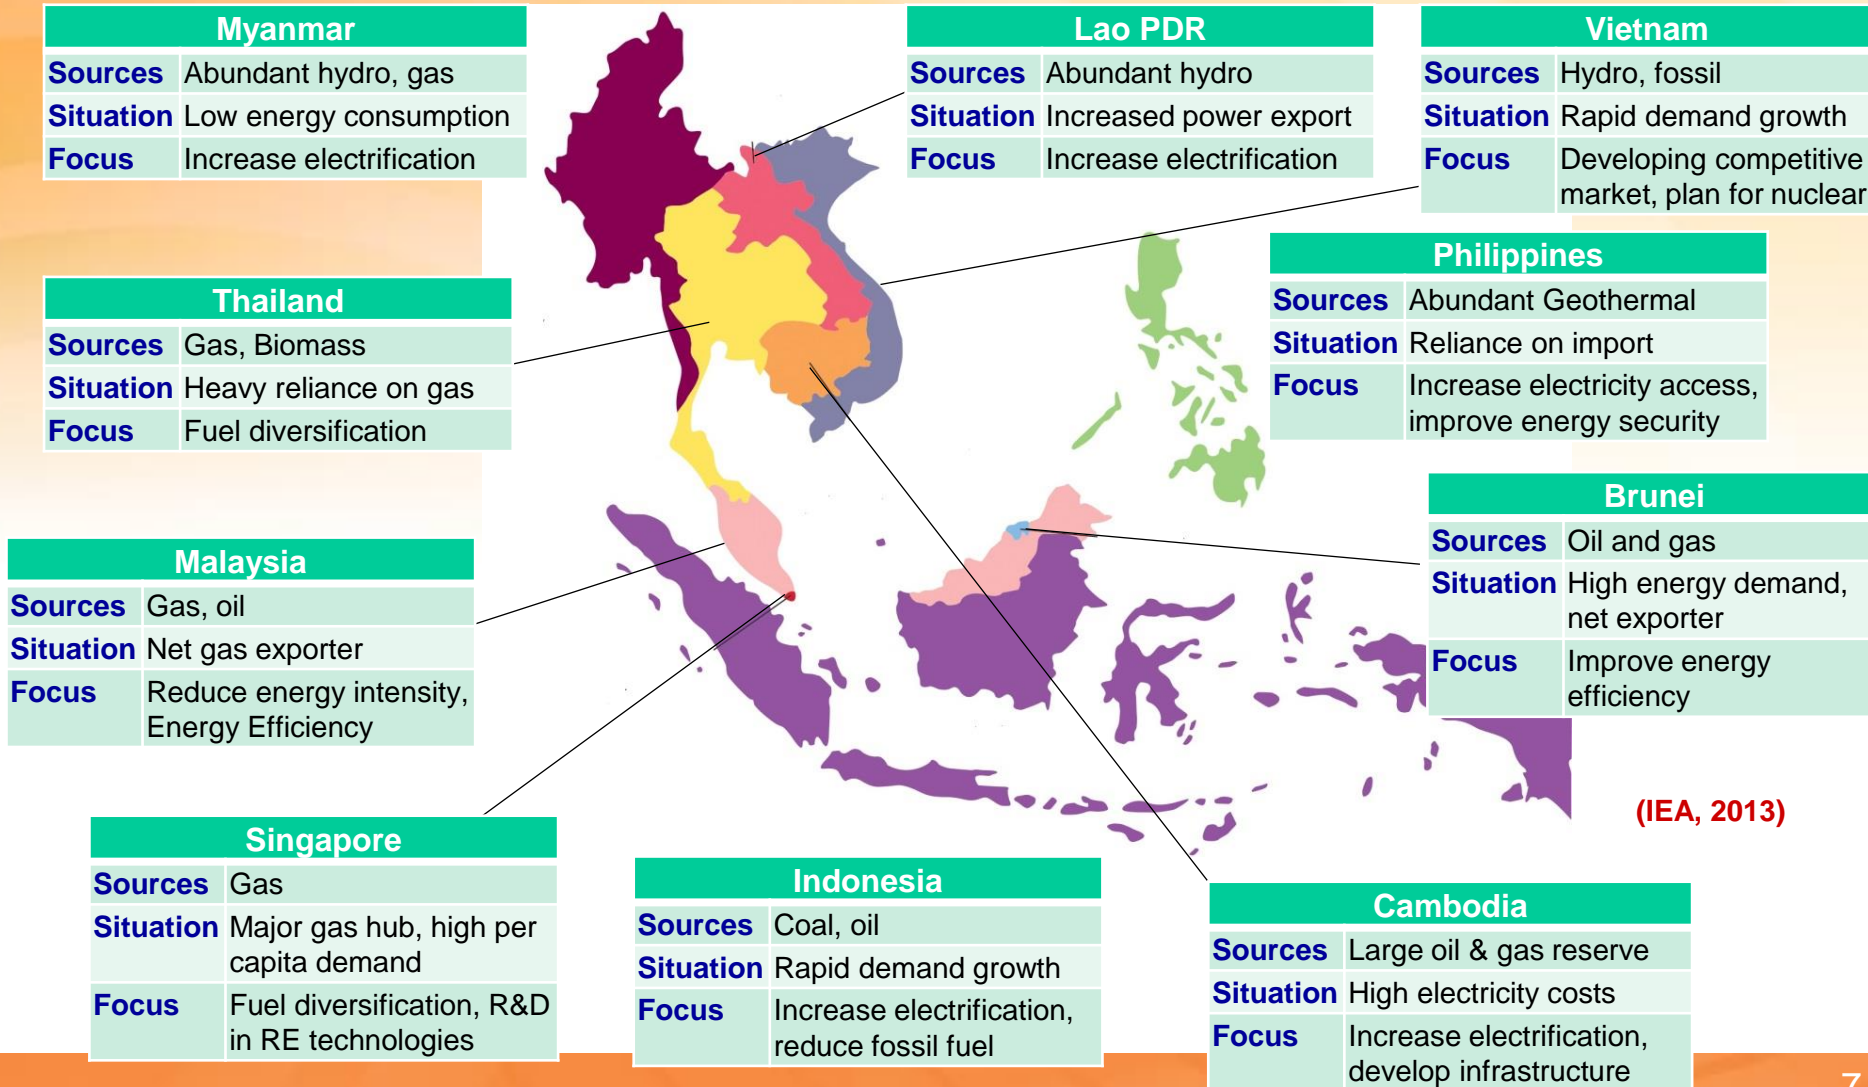 Myanmar
Sources Abundant hydro, gas
Situation Low energy consumption
Focus Increase electrification
Lao PDR
Sources Abundant hydro
Situation Increased power export
Focus Increase electrification
Vietnam
Sources Hydro, fossil
Situation Rapid demand growth
Focus Developing competitive
market, plan for nuclear
Thailand
Sources Gas, Biomass
Situation Heavy reliance on gas
Focus Fuel diversification
Philippines
Sources Abundant Geothermal
Situation Reliance on import
Focus Increase electricity access,
improve energy security
Malaysia
Sources Gas, oil
Situation Net gas exporter
Focus Reduce energy intensity,
Energy Efficiency
Brunei
Sources Oil and gas
Situation High energy demand,
net exporter
Focus Improve energy
efficiency
(IEA, 2013)
Singapore
Sources Gas
Situation Major gas hub, high per
capita demand
Focus Fuel diversification, R&D
in RE technologies
Indonesia
Sources Coal, oil
Situation Rapid demand growth
Focus Increase electrification,
reduce fossil fuel
Cambodia
Sources Large oil & gas reserve
Situation High electricity costs
Focus Increase electrification,
develop infrastructure
7